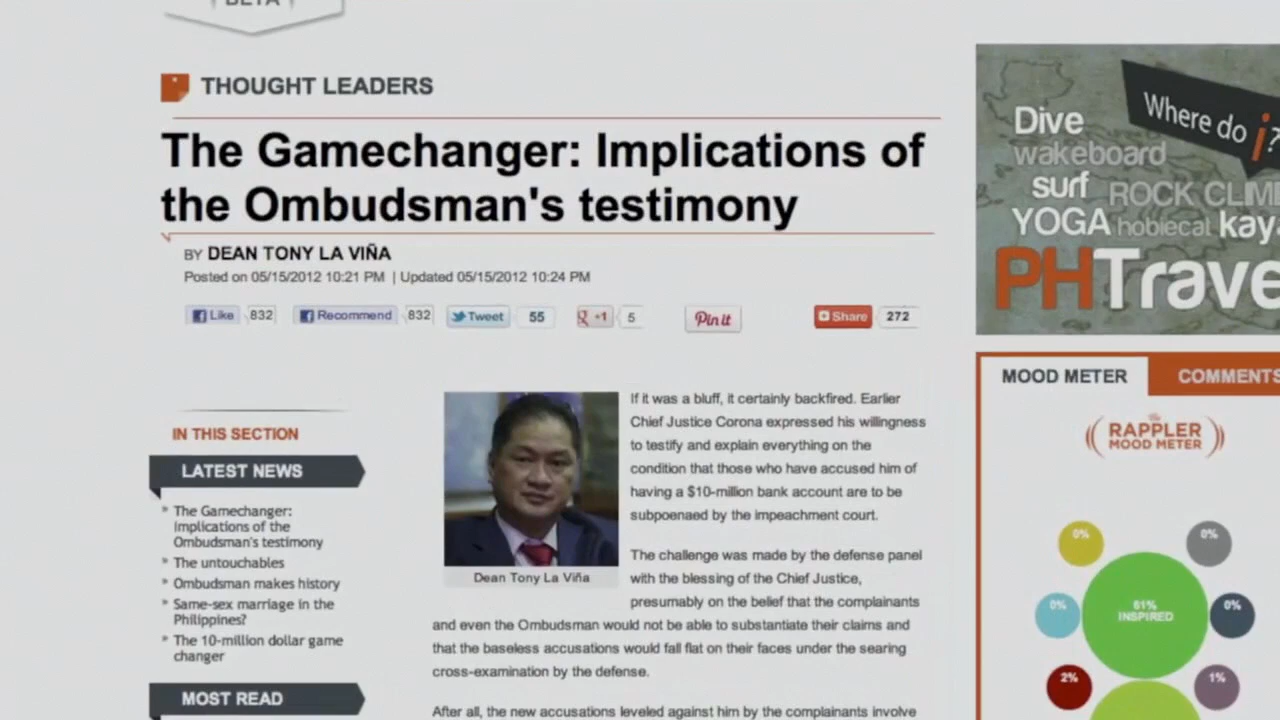 BETA
THOUGHT LEADERS
The Gamechanger: Implications of
the Ombudsman's testimony
BY DEAN TONY LA VIÑA
Posted on 05/15/2012 10:21 PM | Updated 05/15/2012 10:24 PM
Like 832 Recommend 832 Tweet 55 +1 5 Pin it Share 272
IN THIS SECTION
LATEST NEWS
The Gamechanger:
Implications of the
Ombudsman's testimony
The untouchables
Ombudsman makes history
Same-sex marriage in the
Philippines?
The 10-million dollar game
changer
MOST READ
Dean Tony La Viña
If it was a bluff, it certainly backfired. Earlier
Chief Justice Corona expressed his willingness
to testify and explain everything on the
condition that those who have accused him of
having a $10-million bank account are to be
subpoenaed by the impeachment court.
The challenge was made by the defense panel
with the blessing of the Chief Justice,
presumably on the belief that the complainants
and even the Ombudsman would not be able to substantiate their claims and
that the baseless accusations would fall flat on their faces under the searing
cross-examination by the defense.
After all, the new accusations leveled against him by the complainants involve
Where do i?
Dive
wakeboard
surf ROCK CLIM
YOGA hobiecat kay
PHTrave
MOOD METER COMMENTS
The
RAPPLER
MOOD METER
0% 0%
61%
INSPIRED
0% 0%
2% 1%